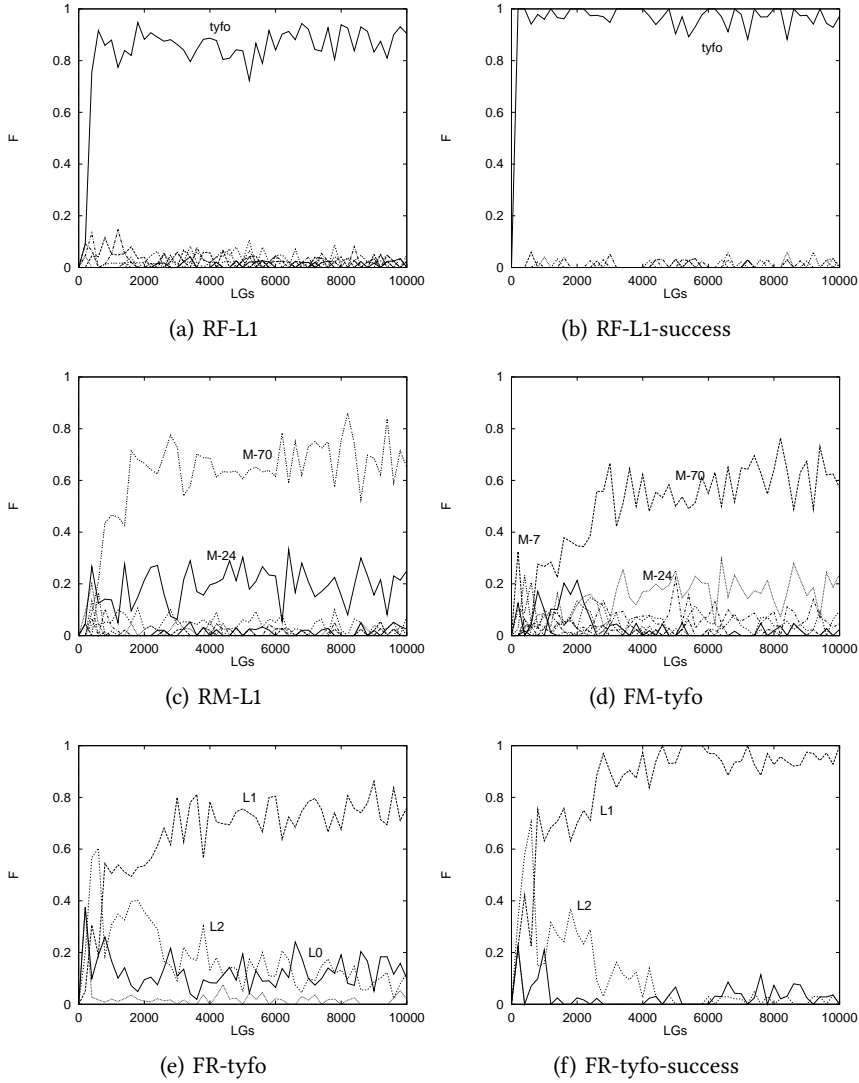 1
0.8
0.6
0.4
0.2
0
F
tyfo
0 2000 4000 6000 8000 10000
LGs
(a) RF-L1
1
0.8
0.6
0.4
0.2
0
F
tyfo
0 2000 4000 6000 8000 10000
LGs
(b) RF-L1-success
1
0.8
0.6
0.4
0.2
0
F
M-70
M-24
0 2000 4000 6000 8000 10000
LGs
(c) RM-L1
1
0.8
0.6
0.4
0.2
0
F
M-70
M-7
M-24
0 2000 4000 6000 8000 10000
LGs
(d) FM-tyfo
1
0.8
0.6
0.4
0.2
0
F
L1
L2
L0
0 2000 4000 6000 8000 10000
LGs
(e) FR-tyfo
1
0.8
0.6
0.4
0.2
0
F
L1
L2
0 2000 4000 6000 8000 10000
LGs
(f) FR-tyfo-success